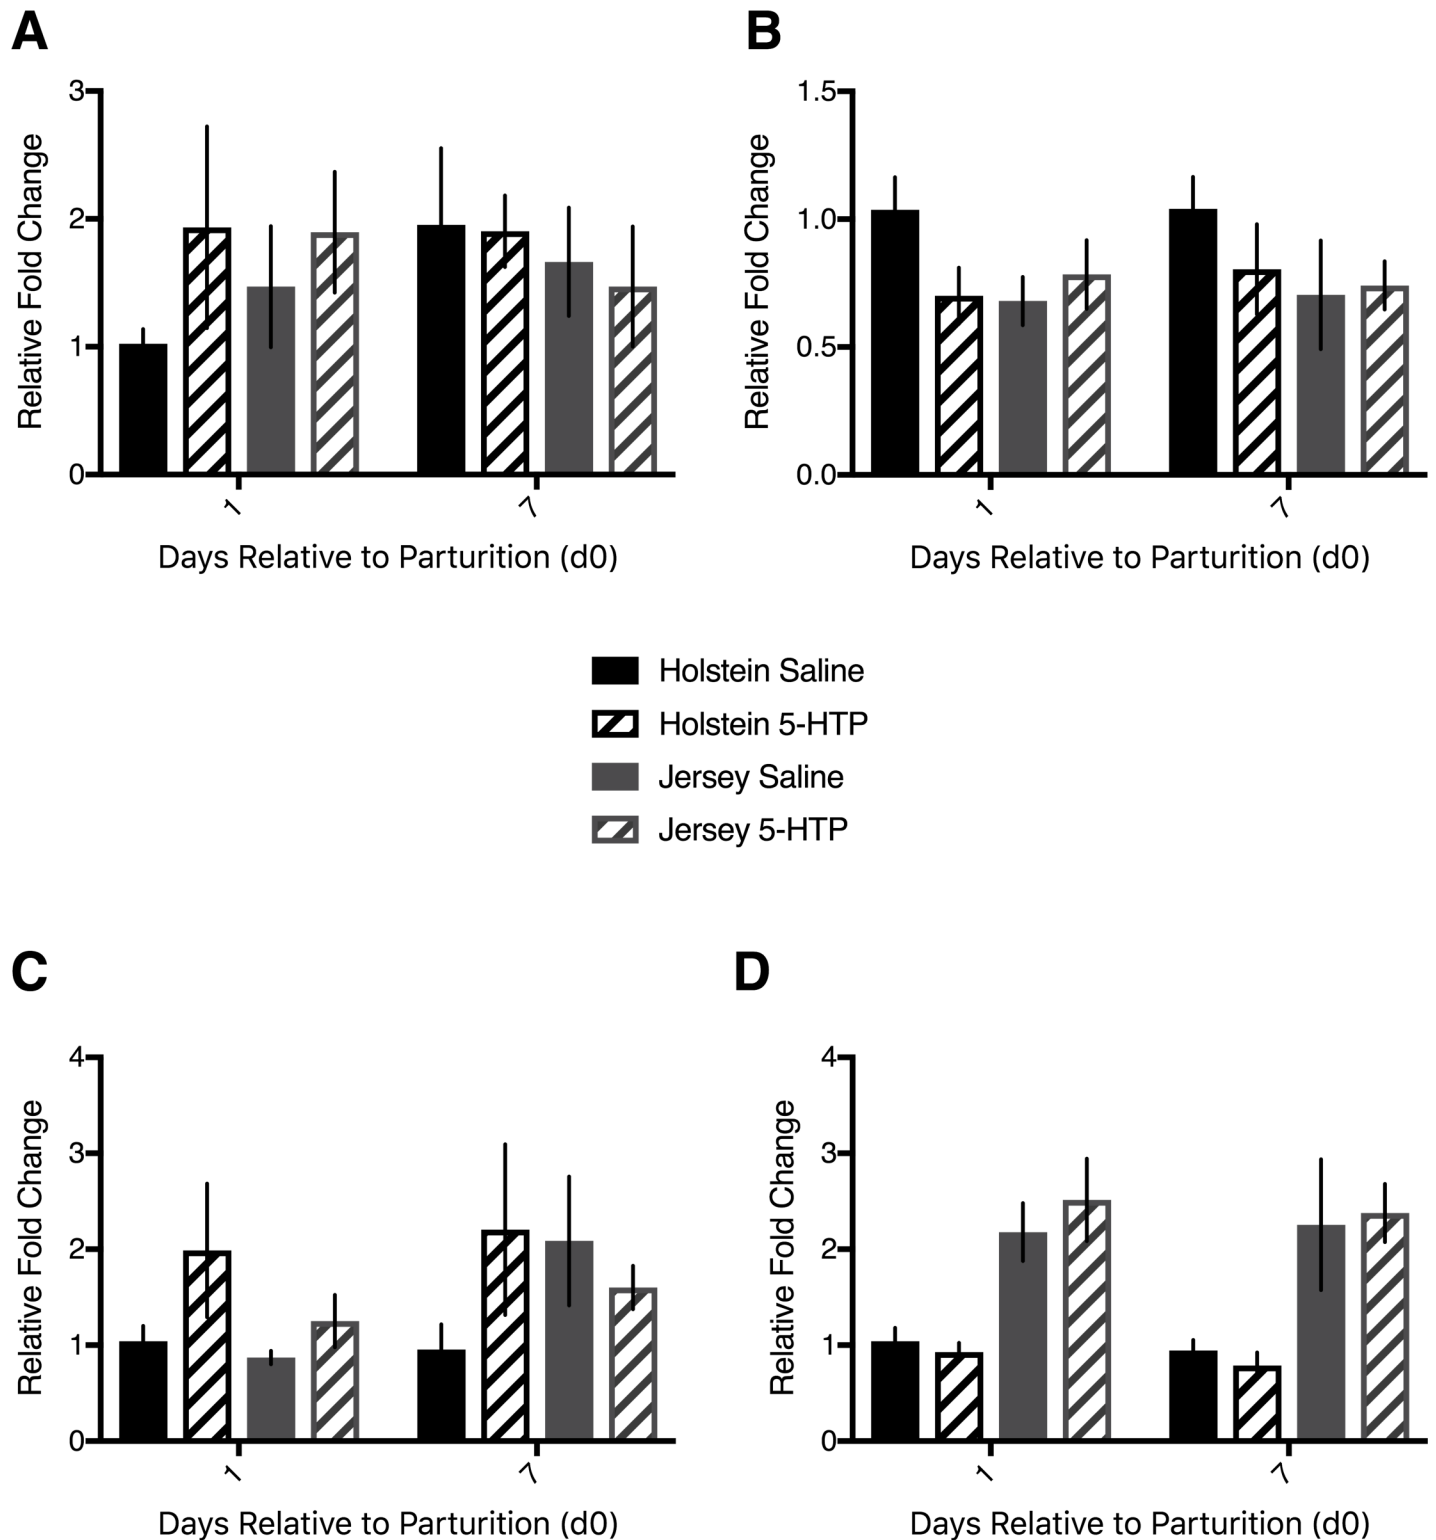 A
B
3
2
1
0
Relative Fold Change
1
7
Days Relative to Parturition (d0)
1.5
1.0
0.5
0.0
Relative Fold Change
1
7
Days Relative to Parturition (d0)
Holstein Saline
Holstein 5-HTP
Jersey Saline
Jersey 5-HTP
C
D
4
3
2
1
0
Relative Fold Change
1
7
Days Relative to Parturition (d0)
4
3
2
1
0
Relative Fold Change
1
7
Days Relative to Parturition (d0)